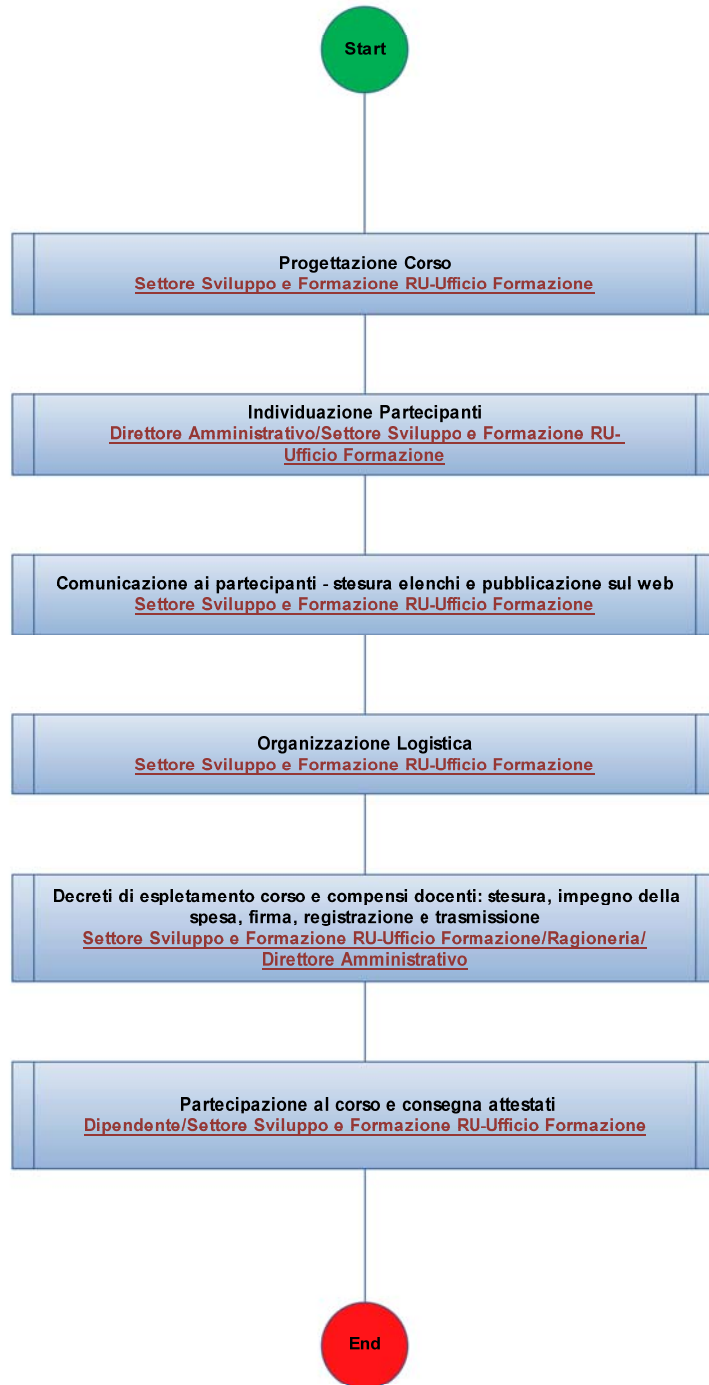 Start
Progettazione Corso
Settore Sviluppo e Formazione RU-Ufficio Formazione
Individuazione Partecipanti
Direttore Amministrativo/Settore Sviluppo e Formazione RU-
Ufficio Formazione
Comunicazione ai partecipanti - stesura elenchi e pubblicazione sul web
Settore Sviluppo e Formazione RU-Ufficio Formazione
Organizzazione Logistica
Settore Sviluppo e Formazione RU-Ufficio Formazione
Decreti di espletamento corso e compensi docenti: stesura, impegno della
spesa, firma, registrazione e trasmissione
Settore Sviluppo e Formazione RU-Ufficio Formazione/Ragioneria/
Direttore Amministrativo
Partecipazione al corso e consegna attestati
Dipendente/Settore Sviluppo e Formazione RU-Ufficio Formazione
End